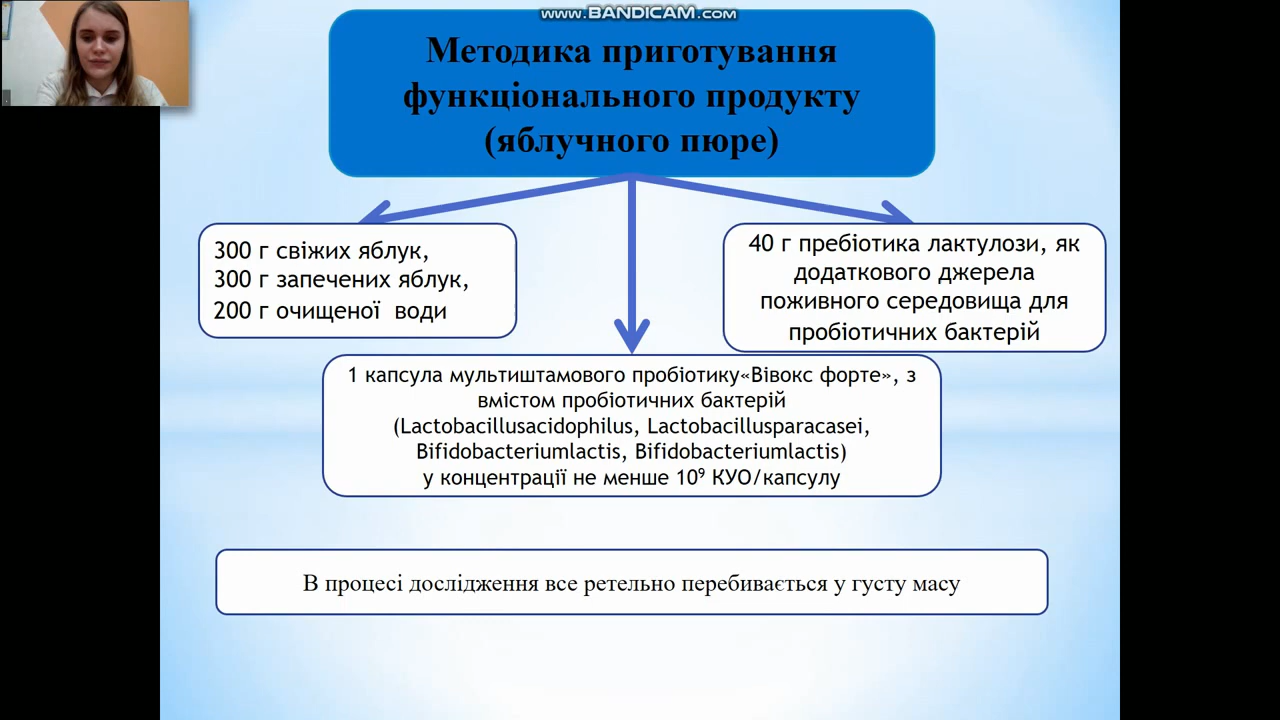 www.BANDICAM.com
Методика приготування
функціонального продукту
(яблучного пюре)
300 г свіжих яблук,
300 г запечених яблук,
200 г очищеної води
40 г пребіотика лактулози, як
додаткового джерела
поживного середовища для
пробіотичних бактерій
1 капсула мультиштамового пробіотику«Вівокс форте», з
вмістом пробіотичних бактерій
(Lactobacillusacidophilus, Lactobacillusparacasei,
Bifidobacteriumlactis, Bifidobacteriumlactis)
у концентрації не менше 10⁹ КУО/капсулу
В процесі дослідження все ретельно перебивається у густу масу